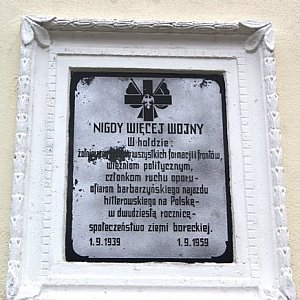 NIGDY WIĘCEJ WOJNY
W hołdzie:
wszystkich formacji i frontów,
więźniom politycznym,
członkom ruchu oporu-
ofiarom barbarzyńskiego najazdu
hitlerowskiego na Polskę-
w dwudziestą rocznicę-
społeczeństwo ziemi boreckiej.
1.9.1939 1.9.1959